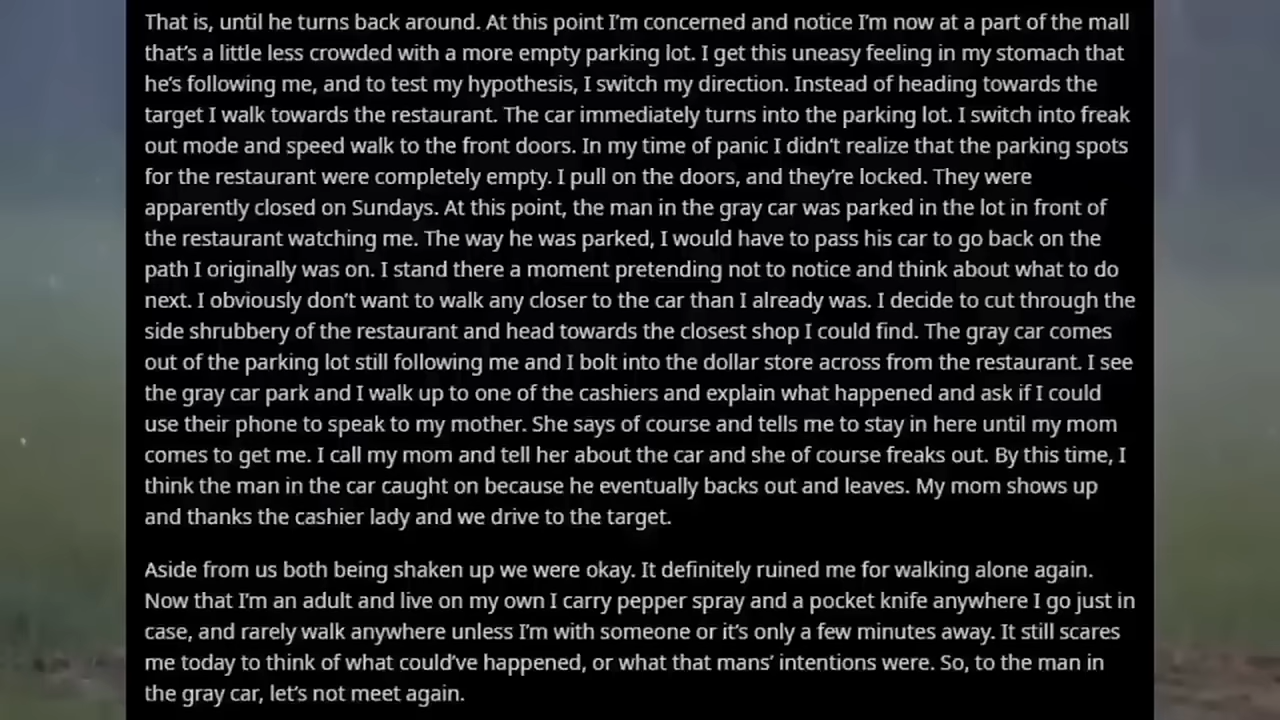 That is, until he turns back around. At this point I'm concerned and notice I'm now at a part of the mall
that's a little less crowded with a more empty parking lot. I get this uneasy feeling in my stomach that
he's following me, and to test my hypothesis, I switch my direction. Instead of heading towards the
target I walk towards the restaurant. The car immediately turns into the parking lot. I switch into freak
out mode and speed walk to the front doors. In my time of panic I didn't realize that the parking spots
for the restaurant were completely empty. I pull on the doors, and they're locked. They were
apparently closed on Sundays. At this point, the man in the gray car was parked in the lot in front of
the restaurant watching me. The way he was parked, I would have to pass his car to go back on the
path I originally was on. I stand there a moment pretending not to notice and think about what to do
next. I obviously don't want to walk any closer to the car than I already was. I decide to cut through the
side shrubbery of the restaurant and head towards the closest shop I could find. The gray car comes
out of the parking lot still following me and I bolt into the dollar store across from the restaurant. I see
the gray car park and I walk up to one of the cashiers and explain what happened and ask if I could
use their phone to speak to my mother. She says of course and tells me to stay in here until my mom
comes to get me. I call my mom and tell her about the car and she of course freaks out. By this time, I
think the man in the car caught on because he eventually backs out and leaves. My mom shows up
and thanks the cashier lady and we drive to the target.
Aside from us both being shaken up we were okay. It definitely ruined me for walking alone again.
Now that I'm an adult and live on my own I carry pepper spray and a pocket knife anywhere I go just in
case, and rarely walk anywhere unless I'm with someone or it's only a few minutes away. It still scares
me today to think of what could've happened, or what that mans' intentions were. So, to the man in
the gray car, let's not meet again.